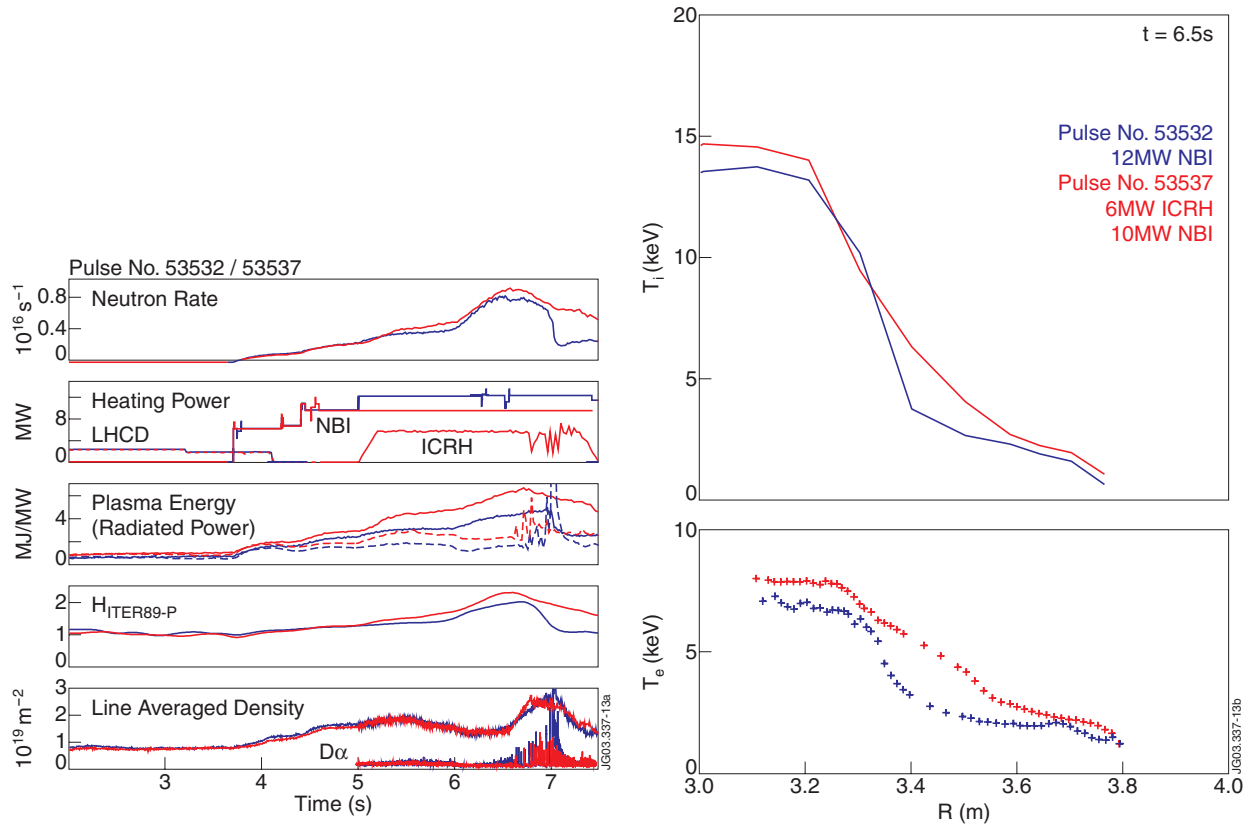 Pulse No. 53532 / 53537
Neutron Rate
10¹⁶ s⁻¹
0.8
0.4
0
Heating Power
LHCD
NBI
ICRH
MW
8
0
Plasma Energy
(Radiated Power)
MJ/MW
4
0
H_ITER89-P
2
1
0
Line Averaged Density
Dα
10¹⁹ m⁻²
3
2
1
0
3
4
5
6
7
Time (s)
JG03.337-13a
t = 6.5s
Pulse No. 53532
12MW NBI
Pulse No. 53537
6MW ICRH
10MW NBI
T_i (keV)
20
15
10
5
0
T_e (keV)
10
5
0
3.0
3.2
3.4
3.6
3.8
4.0
R (m)
JG03.337-13b